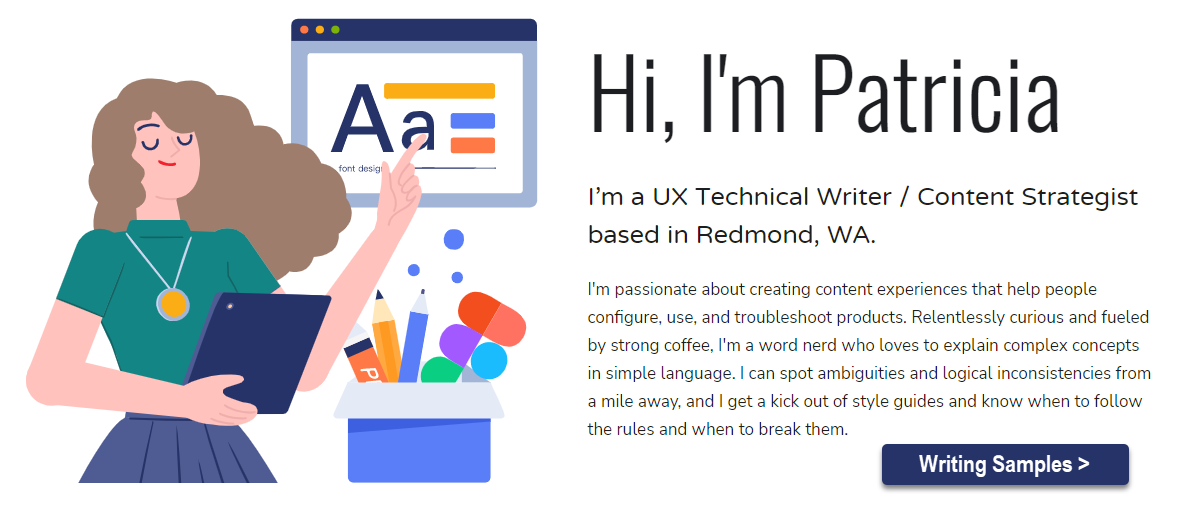 Aa
font desig
Hi, I'm Patricia
I’m a UX Technical Writer / Content Strategist
based in Redmond, WA.
I'm passionate about creating content experiences that help people
configure, use, and troubleshoot products. Relentlessly curious and fueled
by strong coffee, I'm a word nerd who loves to explain complex concepts
in simple language. I can spot ambiguities and logical inconsistencies from
a mile away, and I get a kick out of style guides and know when to follow
the rules and when to break them.
Writing Samples >